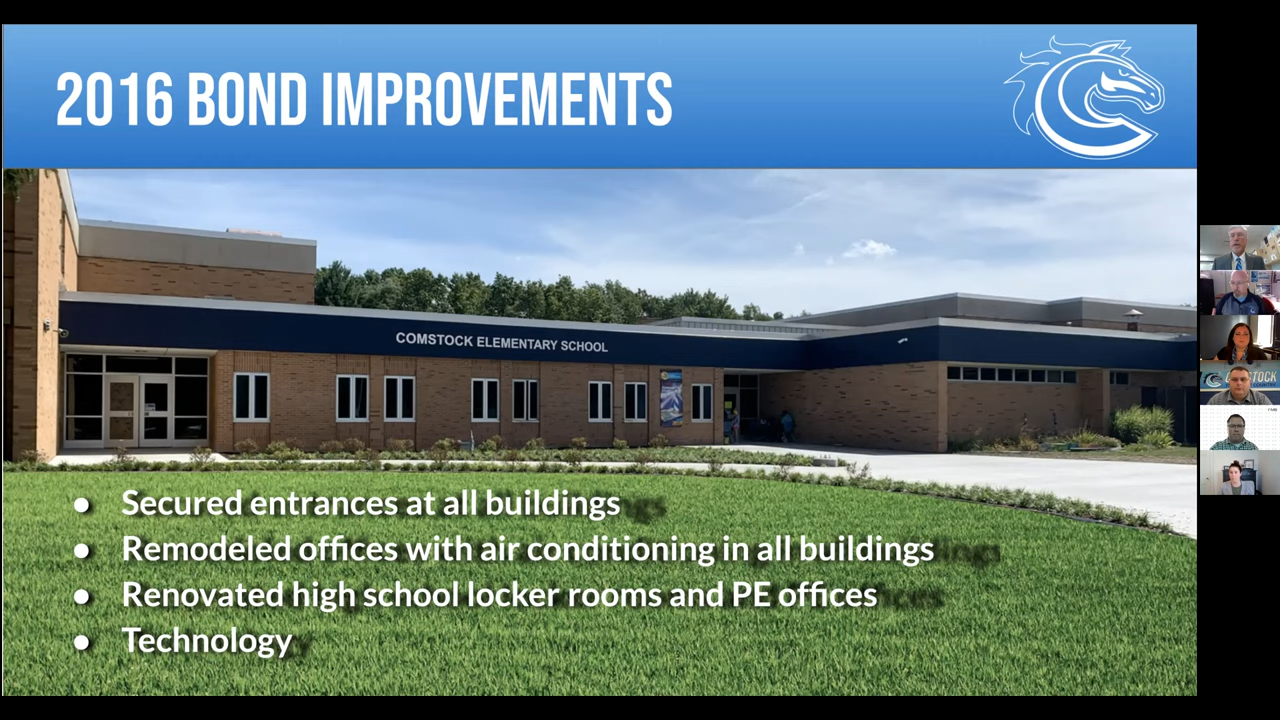 2016 BOND IMPROVEMENTS
COMSTOCK ELEMENTARY SCHOOL
● Secured entrances at all buildings
● Remodeled offices with air conditioning in all buildings
● Renovated high school locker rooms and PE offices
● Technology